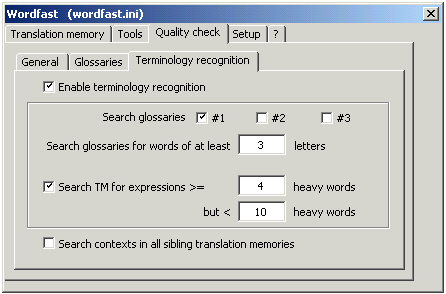 Wordfast (wordfast.ini)
Translation memory Tools Quality check Setup ?
General Glossaries Terminology recognition
Enable terminology recognition
Search glossaries #1 #2 #3
Search glossaries for words of at least 3 letters
Search TM for expressions >= 4 heavy words
but < 10 heavy words
Search contexts in all sibling translation memories